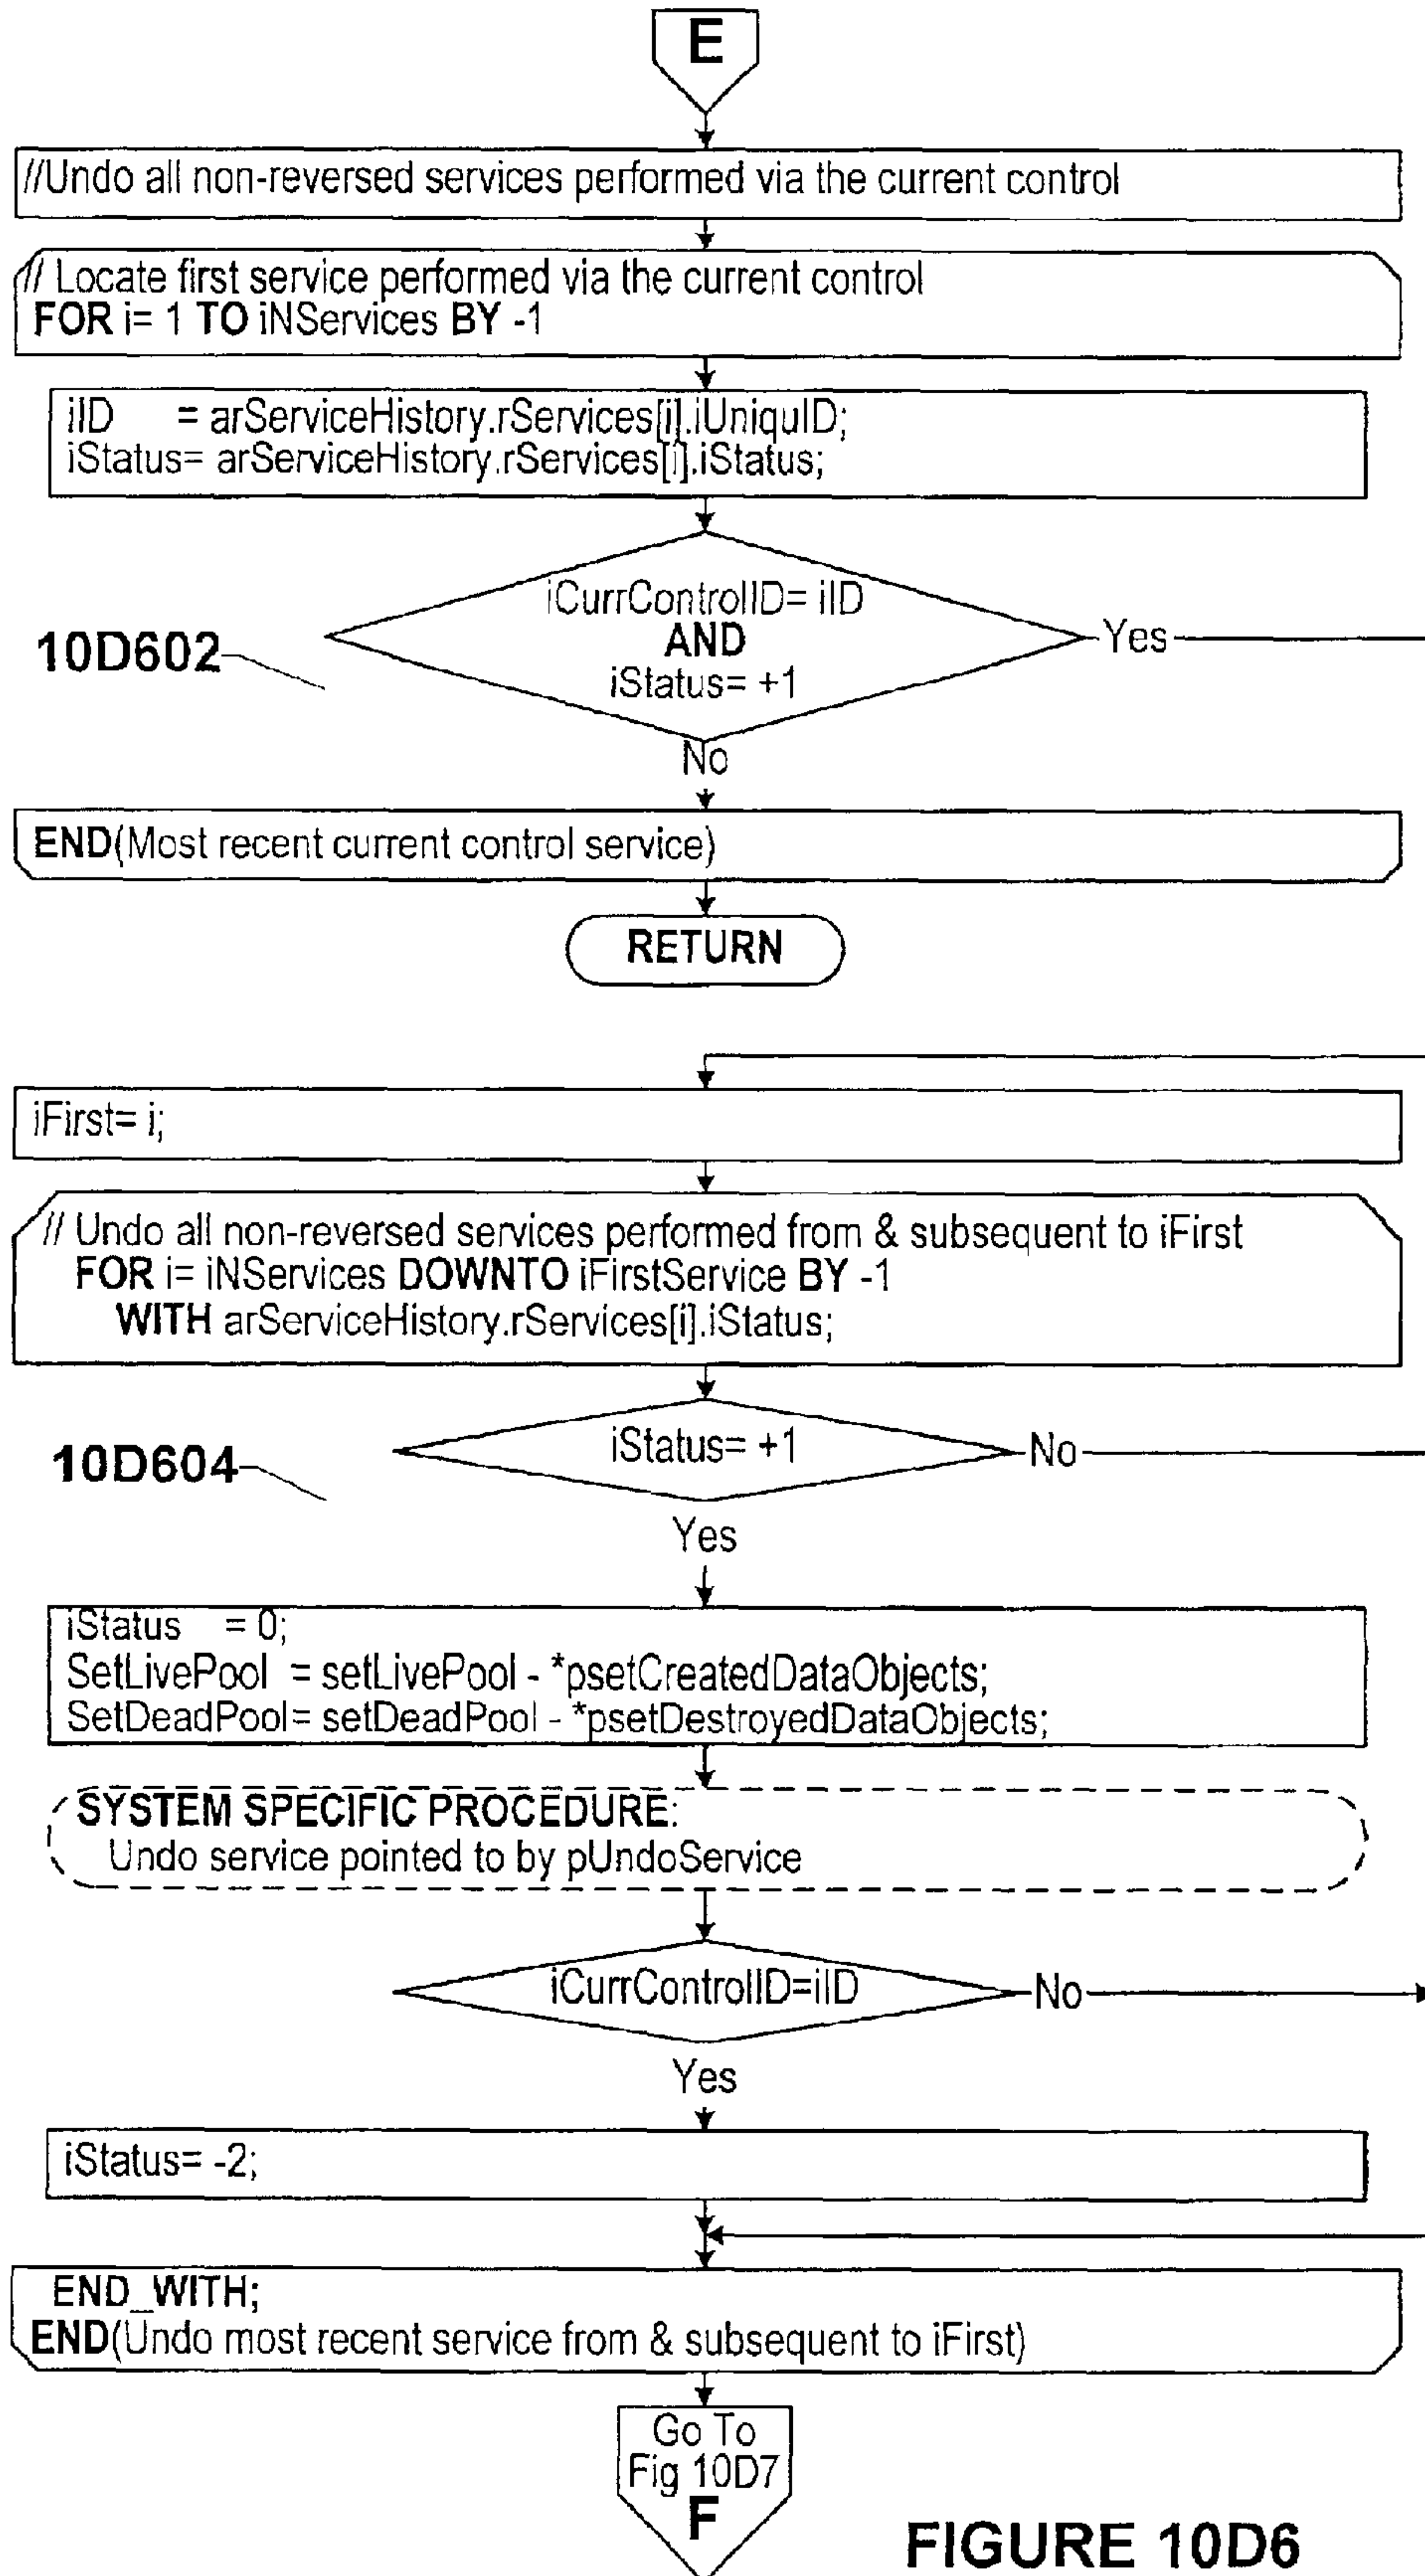 E
//Undo all non-reversed services performed via the current control
// Locate first service performed via the current control
FOR i= 1 TO iNServices BY -1
iID = arServiceHistory.rServices[i].iUniquID;
iStatus= arServiceHistory.rServices[i].iStatus;
iCurrControlID= iID
AND
iStatus= +1
Yes
10D602
No
END(Most recent current control service)
RETURN
iFirst= i;
// Undo all non-reversed services performed from & subsequent to iFirst
FOR i= iNServices DOWNTO iFirstService BY -1
WITH arServiceHistory.rServices[i].iStatus;
iStatus= +1
No
10D604
Yes
iStatus = 0;
SetLivePool = setLivePool - *psetCreatedDataObjects;
SetDeadPool= setDeadPool - *psetDestroyedDataObjects;
SYSTEM SPECIFIC PROCEDURE:
Undo service pointed to by pUndoService
iCurrControlID=iID
No
Yes
iStatus= -2;
END_WITH;
END(Undo most recent service from & subsequent to iFirst)
Go To
Fig 10D7
F
FIGURE 10D6